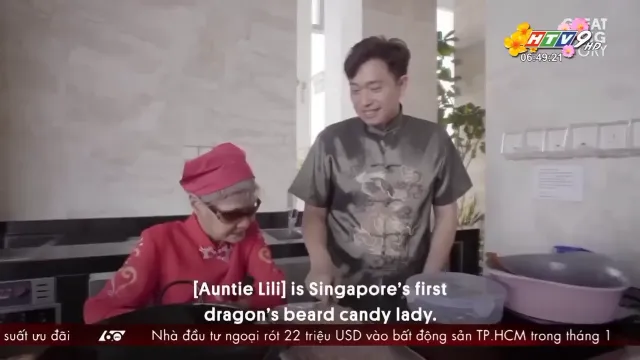 HTV9 HD
06:49:21
[Auntie Lili] is Singapore's first
dragon's beard candy lady.
suất ưu đãi
60
Nhà đầu tư ngoại rót 22 triệu USD vào bất động sản TP.HCM trong tháng 1